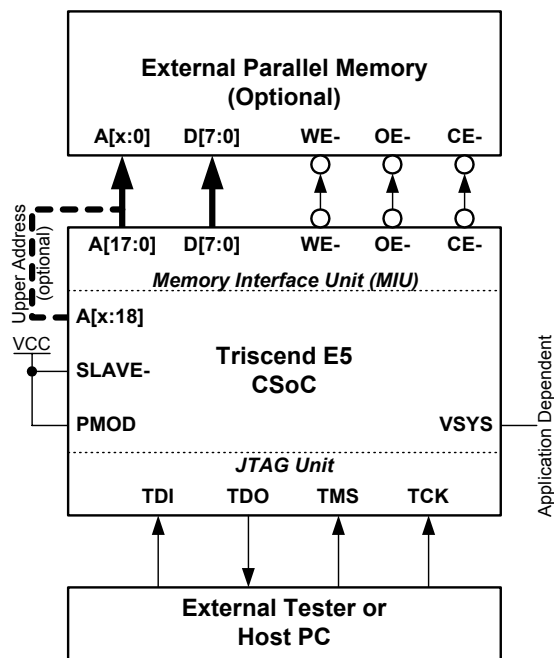 External Parallel Memory
(Optional)
A[x:0] D[7:0] WE- OE- CE-
Upper Address
(optional)
A[17:0] D[7:0] WE- OE- CE-
Memory Interface Unit (MIU)
A[x:18]
VCC
Triscend E5
CSoC
SLAVE-
PMOD
VSYS
Application Dependent
JTAG Unit
TDI TDO TMS TCK
External Tester or
Host PC